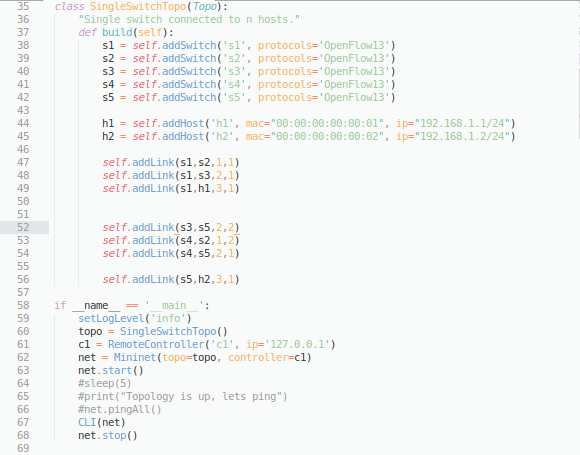 35 class SingleSwitchTopo(Topo):
36 "Single switch connected to n hosts."
37 def build(self):
38 s1 = self.addSwitch('s1', protocols='OpenFlow13')
39 s2 = self.addSwitch('s2', protocols='OpenFlow13')
40 s3 = self.addSwitch('s3', protocols='OpenFlow13')
41 s4 = self.addSwitch('s4', protocols='OpenFlow13')
42 s5 = self.addSwitch('s5', protocols='OpenFlow13')
43
44 h1 = self.addHost('h1', mac="00:00:00:00:00:01", ip="192.168.1.1/24")
45 h2 = self.addHost('h2', mac="00:00:00:00:00:02", ip="192.168.1.2/24")
46
47 self.addLink(s1,s2,1,1)
48 self.addLink(s1,s3,2,1)
49 self.addLink(s1,h1,3,1)
50
51
52 self.addLink(s3,s5,2,2)
53 self.addLink(s4,s2,1,2)
54 self.addLink(s4,s5,2,1)
55
56 self.addLink(s5,h2,3,1)
57
58 if __name__ == '__main__':
59 setLogLevel('info')
60 topo = SingleSwitchTopo()
61 c1 = RemoteController('c1', ip='127.0.0.1')
62 net = Mininet(topo=topo, controller=c1)
63 net.start()
64 #sleep(5)
65 #print("Topology is up, lets ping")
66 #net.pingAll()
67 CLI(net)
68 net.stop()
69